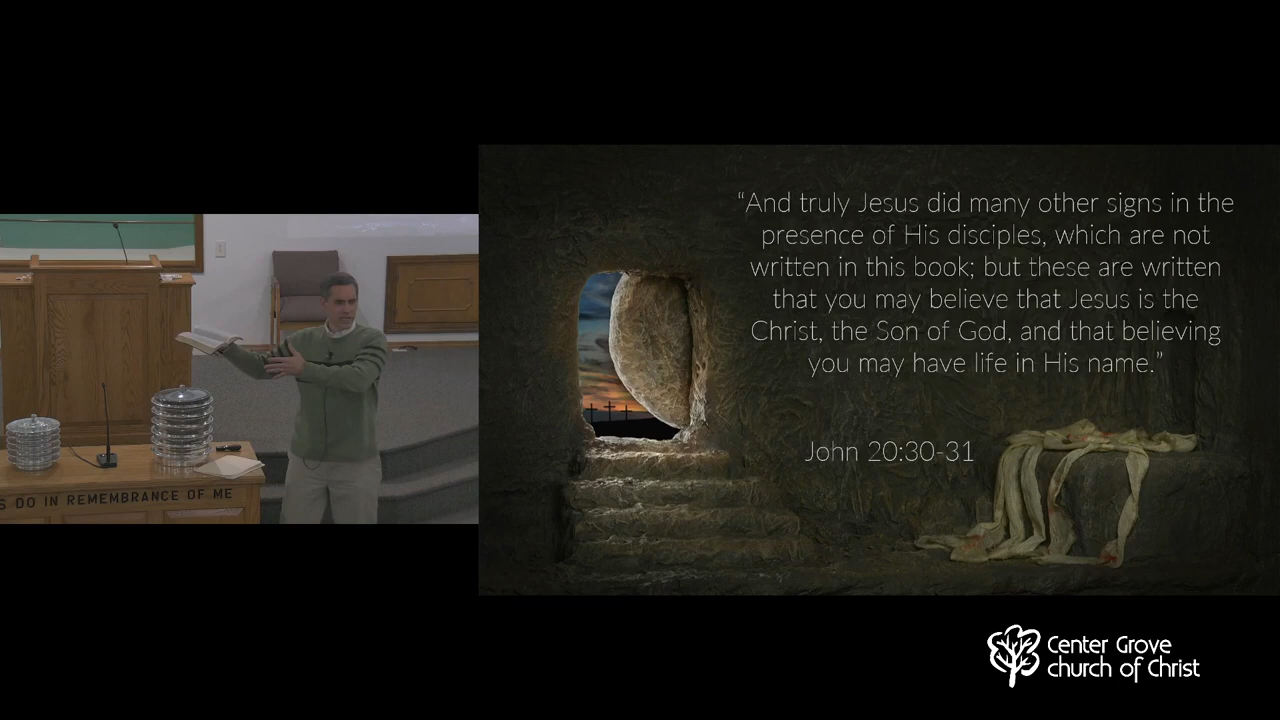 “And truly Jesus did many other signs in the
presence of His disciples, which are not
written in this book; but these are written
that you may believe that Jesus is the
Christ, the Son of God, and that believing
you may have life in His name.”
John 20:30-31
S DO IN REMEMBRANCE OF ME
Center Grove
church of Christ